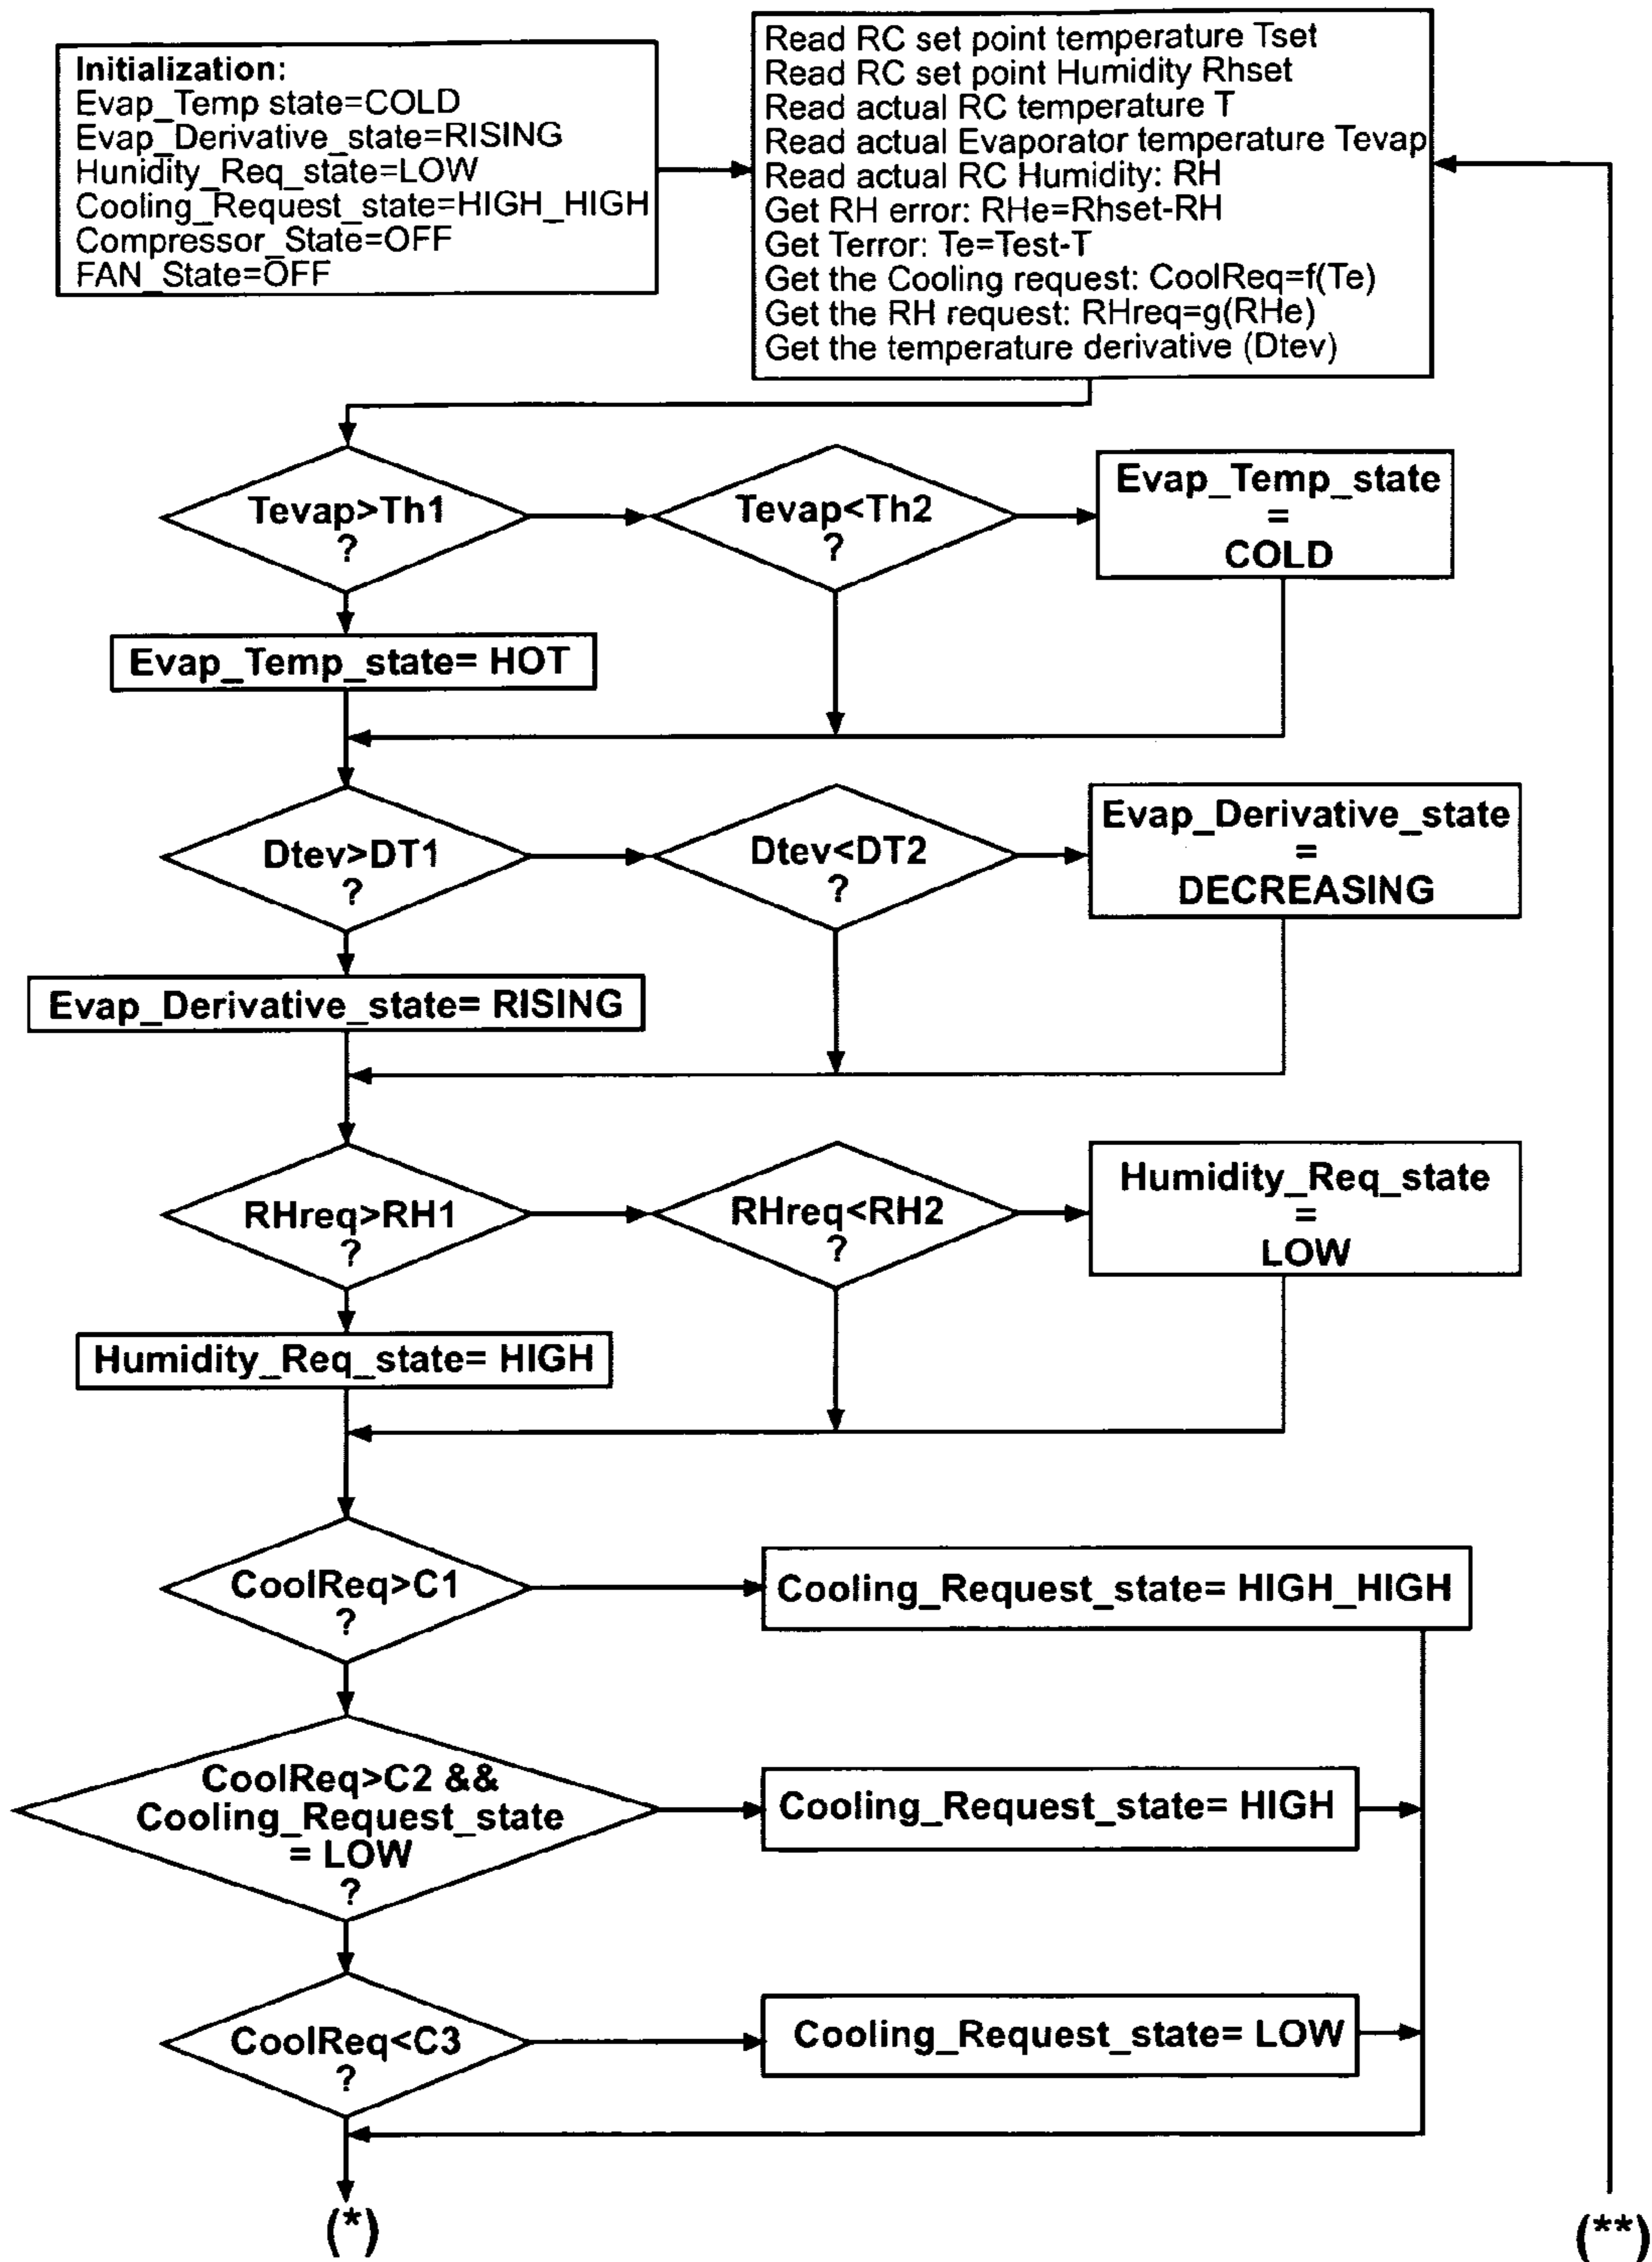 Initialization:
Evap_Temp state=COLD
Evap_Derivative_state=RISING
Hunidity_Req_state=LOW
Cooling_Request_state=HIGH_HIGH
Compressor_State=OFF
FAN_State=OFF
Read RC set point temperature Tset
Read RC set point Humidity Rhset
Read actual RC temperature T
Read actual Evaporator temperature Tevap
Read actual RC Humidity: RH
Get RH error: RHe=Rhset-RH
Get Terror: Te=Test-T
Get the Cooling request: CoolReq=f(Te)
Get the RH request: RHreq=g(RHe)
Get the temperature derivative (Dtev)
Tevap>Th1
?
Tevap<Th2
?
Evap_Temp_state
=
COLD
Evap_Temp_state= HOT
Dtev>DT1
?
Dtev<DT2
?
Evap_Derivative_state
=
DECREASING
Evap_Derivative_state= RISING
RHreq>RH1
?
RHreq<RH2
?
Humidity_Req_state
=
LOW
Humidity_Req_state= HIGH
CoolReq>C1
?
Cooling_Request_state= HIGH_HIGH
CoolReq>C2 &&
Cooling_Request_state
= LOW
?
Cooling_Request_state= HIGH
CoolReq<C3
?
Cooling_Request_state= LOW
(*)
(**)